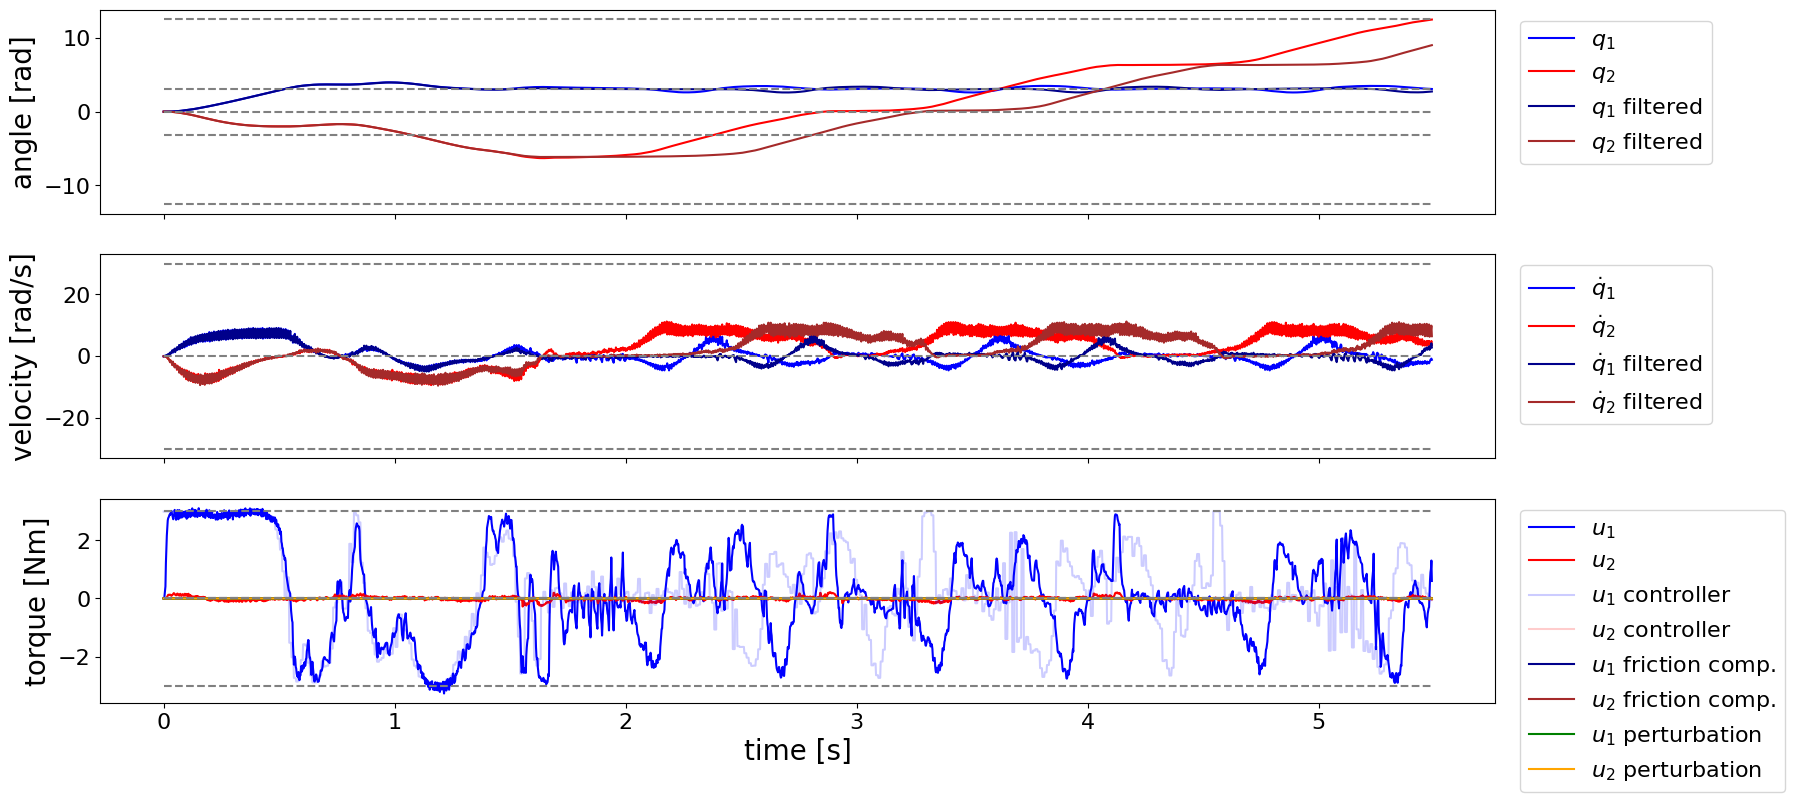 angle [rad]
10
0
−10
q₁
q₂
q₁ filtered
q₂ filtered
velocity [rad/s]
20
0
−20
q̇₁
q̇₂
q̇₁ filtered
q̇₂ filtered
torque [Nm]
2
0
−2
0 1 2 3 4 5
time [s]
u₁
u₂
u₁ controller
u₂ controller
u₁ friction comp.
u₂ friction comp.
u₁ perturbation
u₂ perturbation